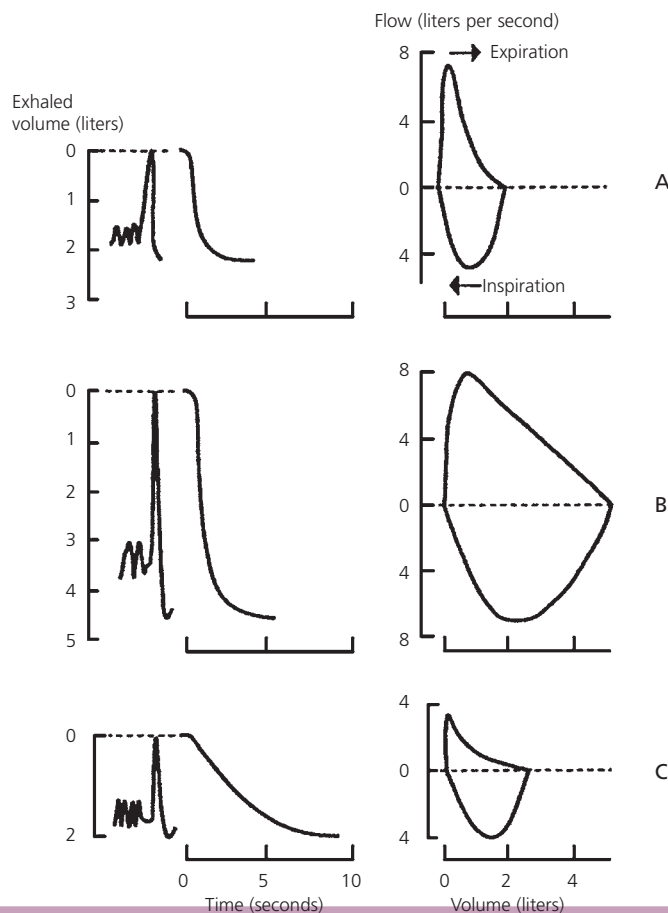 Flow (liters per second)
8
Expiration
4
0
4
Inspiration
A
Exhaled
volume (liters)
0
1
2
3
0
1
2
3
4
5
8
4
0
4
8
B
0
2
4
0
4
C
0 5 10
Time (seconds)
0 2 4
Volume (liters)